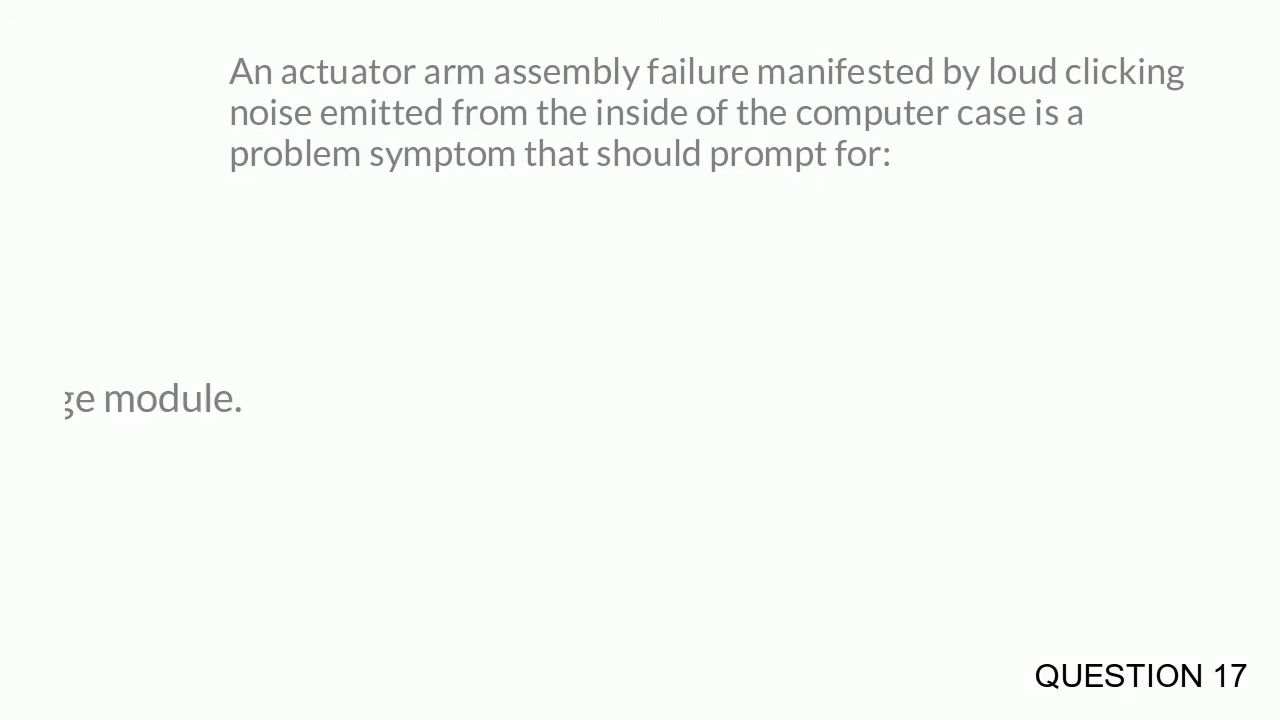 An actuator arm assembly failure manifested by loud clicking
noise emitted from the inside of the computer case is a
problem symptom that should prompt for:
ge module.
QUESTION 17